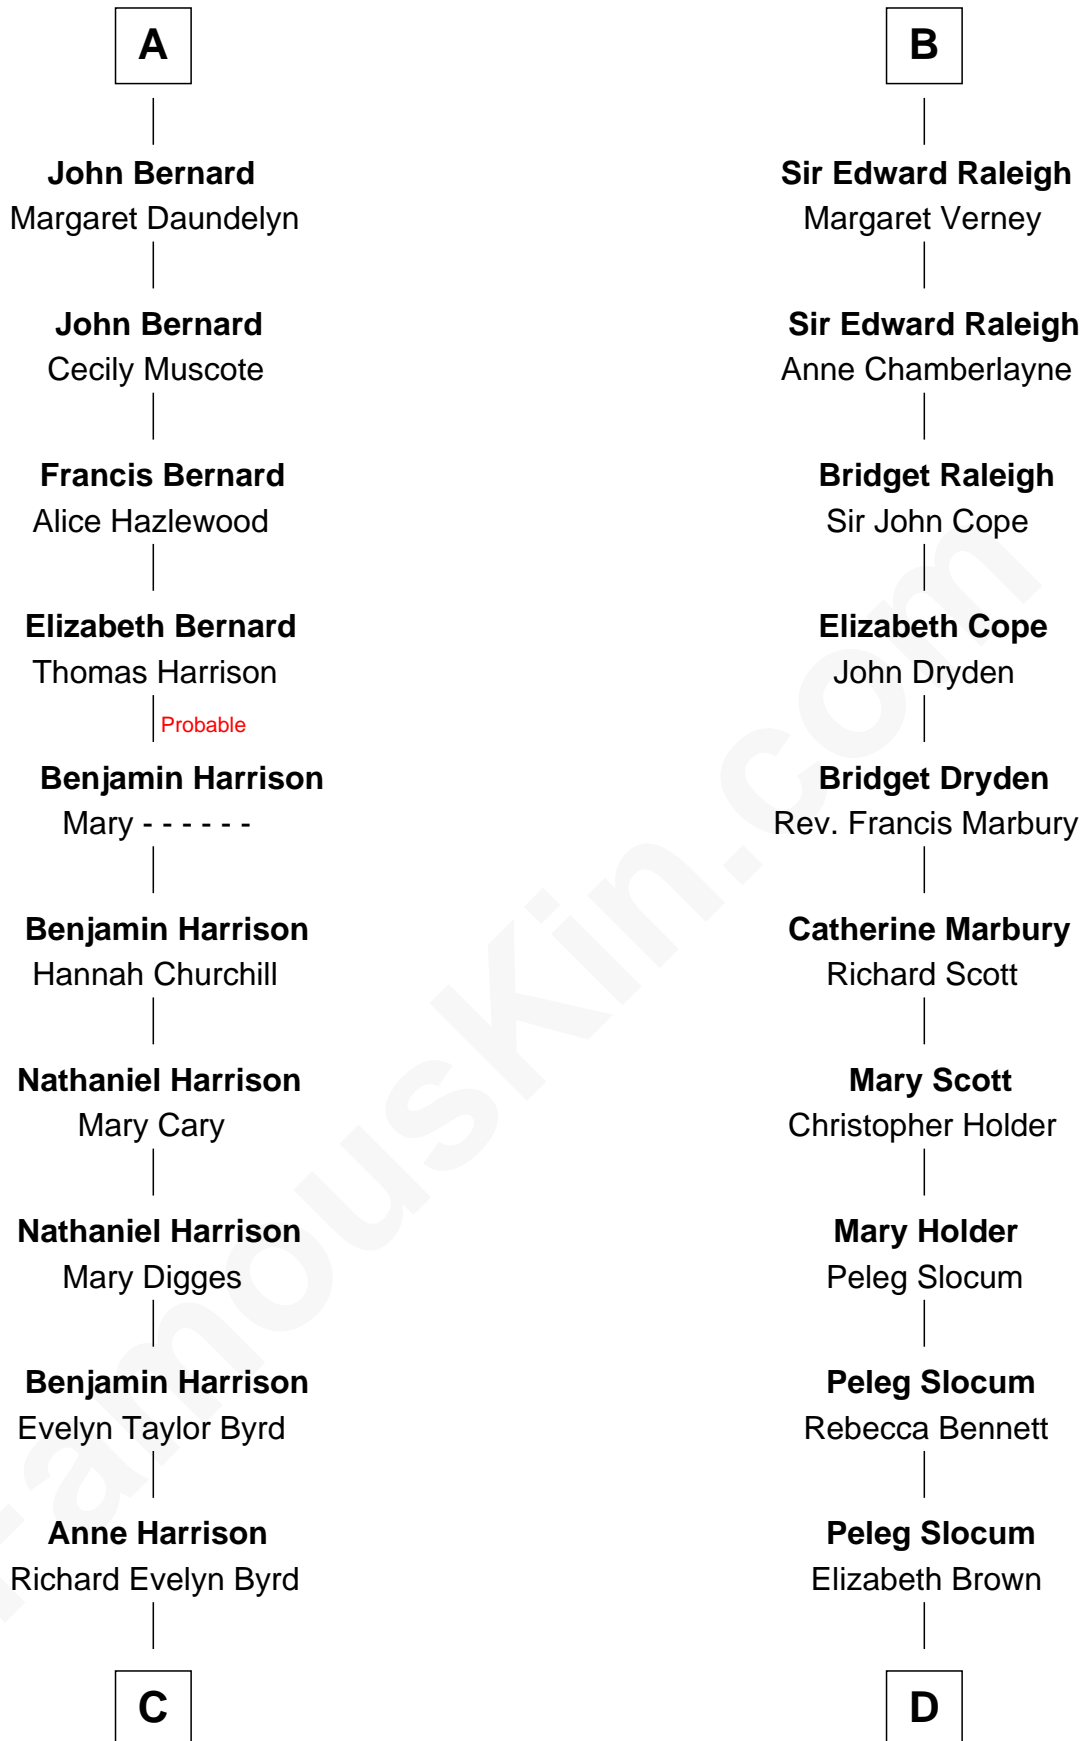 A
John Bernard
Margaret Daundelyn
John Bernard
Cecily Muscote
Francis Bernard
Alice Hazlewood
Elizabeth Bernard
Thomas Harrison
Probable
Benjamin Harrison
Mary - - - - - -
Benjamin Harrison
Hannah Churchill
Nathaniel Harrison
Mary Cary
Nathaniel Harrison
Mary Digges
Benjamin Harrison
Evelyn Taylor Byrd
Anne Harrison
Richard Evelyn Byrd
C
B
Sir Edward Raleigh
Margaret Verney
Sir Edward Raleigh
Anne Chamberlayne
Bridget Raleigh
Sir John Cope
Elizabeth Cope
John Dryden
Bridget Dryden
Rev. Francis Marbury
Catherine Marbury
Richard Scott
Mary Scott
Christopher Holder
Mary Holder
Peleg Slocum
Peleg Slocum
Rebecca Bennett
Peleg Slocum
Elizabeth Brown
D
FamousKin.com